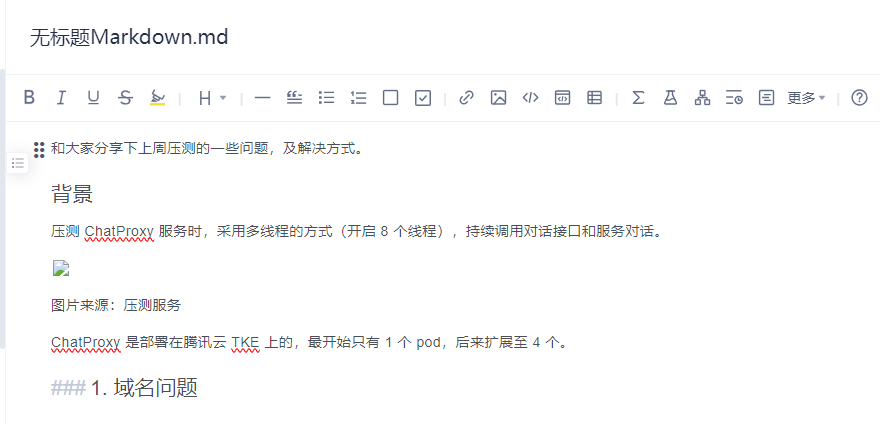 无标题Markdown.md
B I U S H 更多
和大家分享下上周压测的一些问题，及解决方式。
背景
压测 ChatProxy 服务时，采用多线程的方式（开启 8 个线程），持续调用对话接口和服务对话。
图片来源：压测服务
ChatProxy 是部署在腾讯云 TKE 上的，最开始只有 1 个 pod，后来扩展至 4 个。
### 1. 域名问题